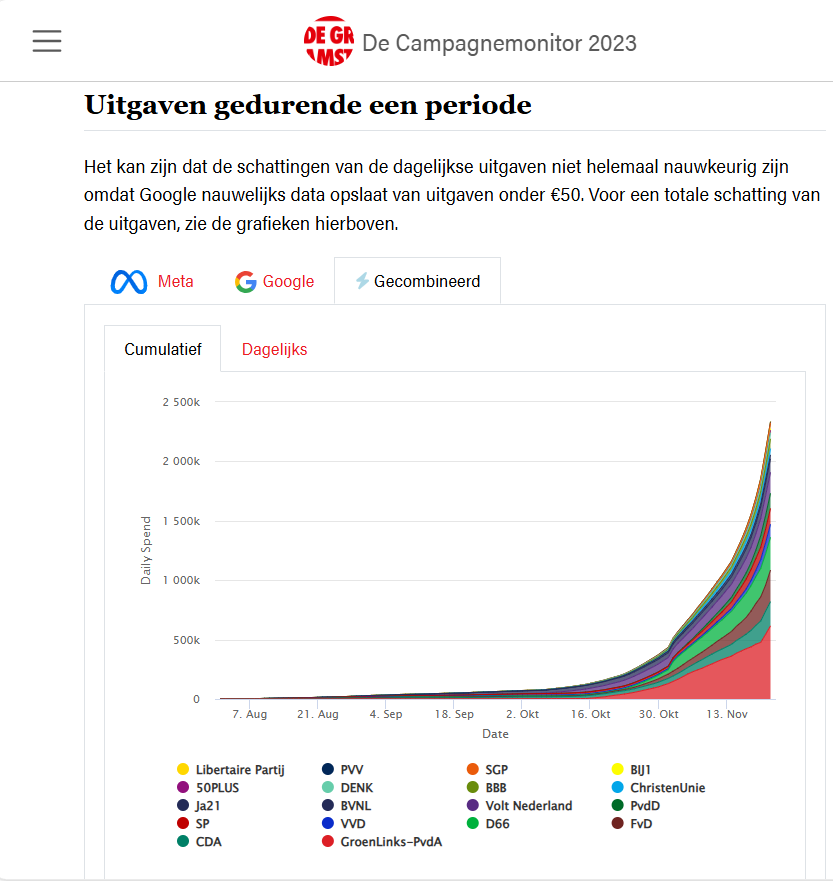 DE GR
MST
De Campagnemonitor 2023
Uitgaven gedurende een periode
Het kan zijn dat de schattingen van de dagelijkse uitgaven niet helemaal nauwkeurig zijn
omdat Google nauwelijks data opslaat van uitgaven onder €50. Voor een totale schatting van
de uitgaven, zie de grafieken hierboven.
Meta Google Gecombineerd
Cumulatief Dagelijks
2 500k
2 000k
1 500k
1 000k
500k
0
Daily Spend
7. Aug 21. Aug 4. Sep 18. Sep 2. Okt 16. Okt 30. Okt 13. Nov
Date
Libertaire Partij PVV SGP BIJ1
50PLUS DENK BBB ChristenUnie
Ja21 BVNL Volt Nederland PvdD
SP VVD D66 FvD
CDA GroenLinks-PvdA